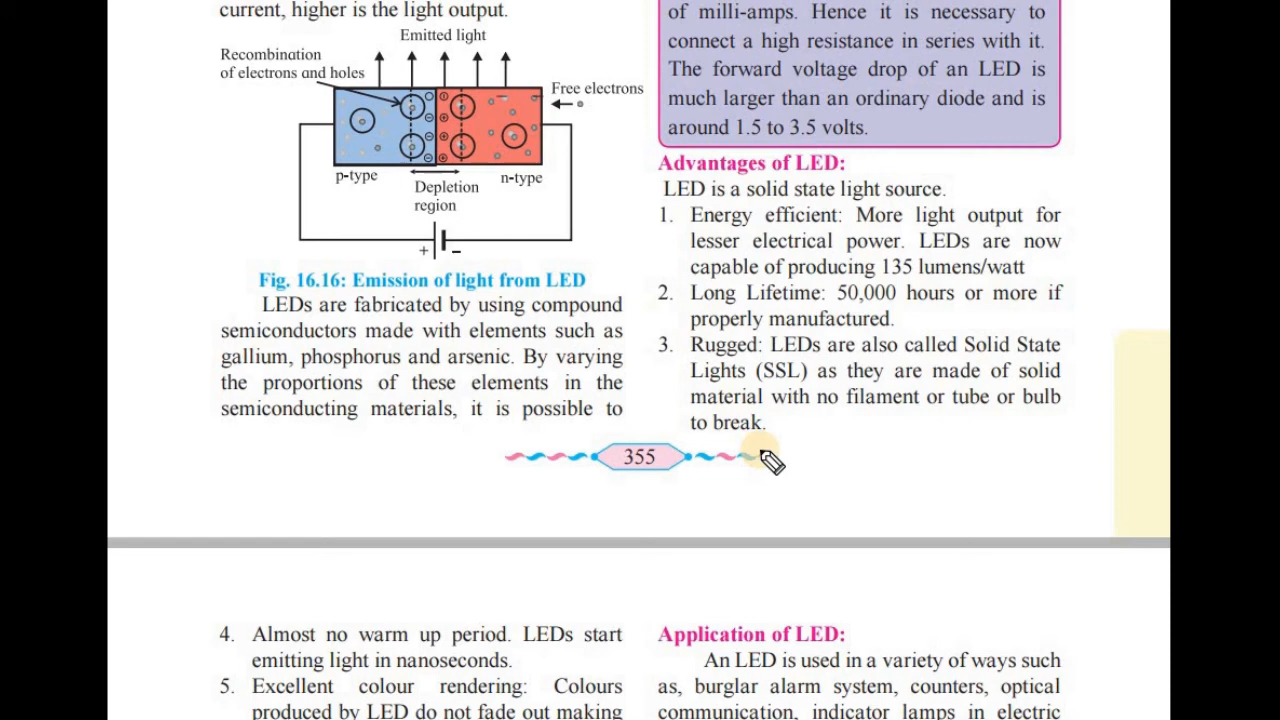 current, higher is the light output.
Emitted light
Recombination
of electrons and holes
Free electrons
p-type
n-type
Depletion
region
+ −
Fig. 16.16: Emission of light from LED
LEDs are fabricated by using compound
semiconductors made with elements such as
gallium, phosphorus and arsenic. By varying
the proportions of these elements in the
semiconducting materials, it is possible to
of milli-amps. Hence it is necessary to
connect a high resistance in series with it.
The forward voltage drop of an LED is
much larger than an ordinary diode and is
around 1.5 to 3.5 volts.
Advantages of LED:
LED is a solid state light source.
1. Energy efficient: More light output for
lesser electrical power. LEDs are now
capable of producing 135 lumens/watt
2. Long Lifetime: 50,000 hours or more if
properly manufactured.
3. Rugged: LEDs are also called Solid State
Lights (SSL) as they are made of solid
material with no filament or tube or bulb
to break.
355
4. Almost no warm up period. LEDs start
emitting light in nanoseconds.
5. Excellent colour rendering: Colours
produced by LED do not fade out making
Application of LED:
An LED is used in a variety of ways such
as, burglar alarm system, counters, optical
communication, indicator lamps in electric